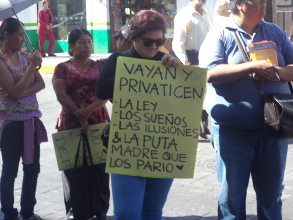 VAYAN Y
PRIVATICEN
- LA LEY
- LOS SUEÑOS
- LAS ILUSIONES
& LA PUTA
MADRE QUE
LOS PARIO ♥